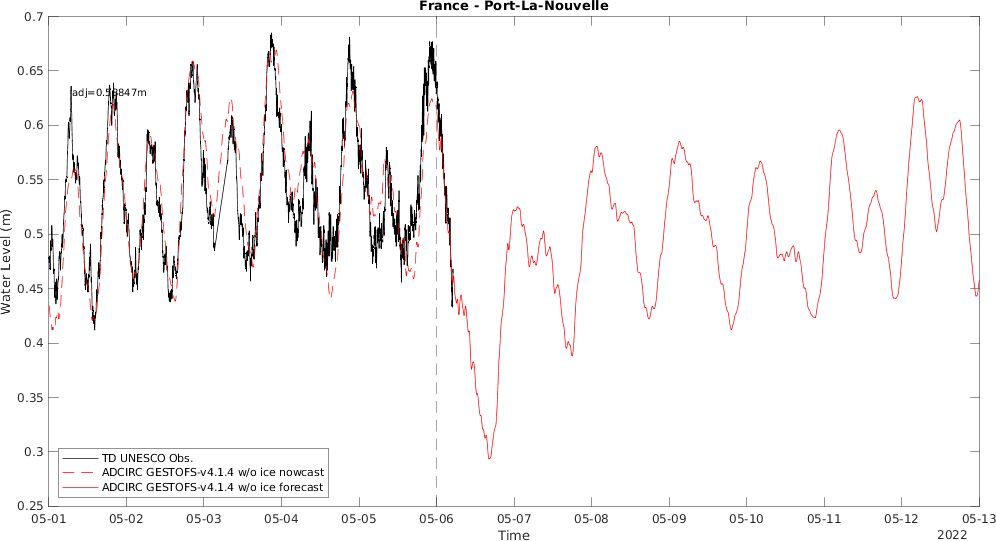 France - Port-La-Nouvelle
0.7
0.65
0.6
0.55
0.5
0.45
0.4
0.35
0.3
0.25
Water Level (m)
adj=0.53847m
TD UNESCO Obs.
ADCIRC GESTOFS-v4.1.4 w/o ice nowcast
ADCIRC GESTOFS-v4.1.4 w/o ice forecast
05-01 05-02 05-03 05-04 05-05 05-06 05-07 05-08 05-09 05-10 05-11 05-12 05-13
Time
2022